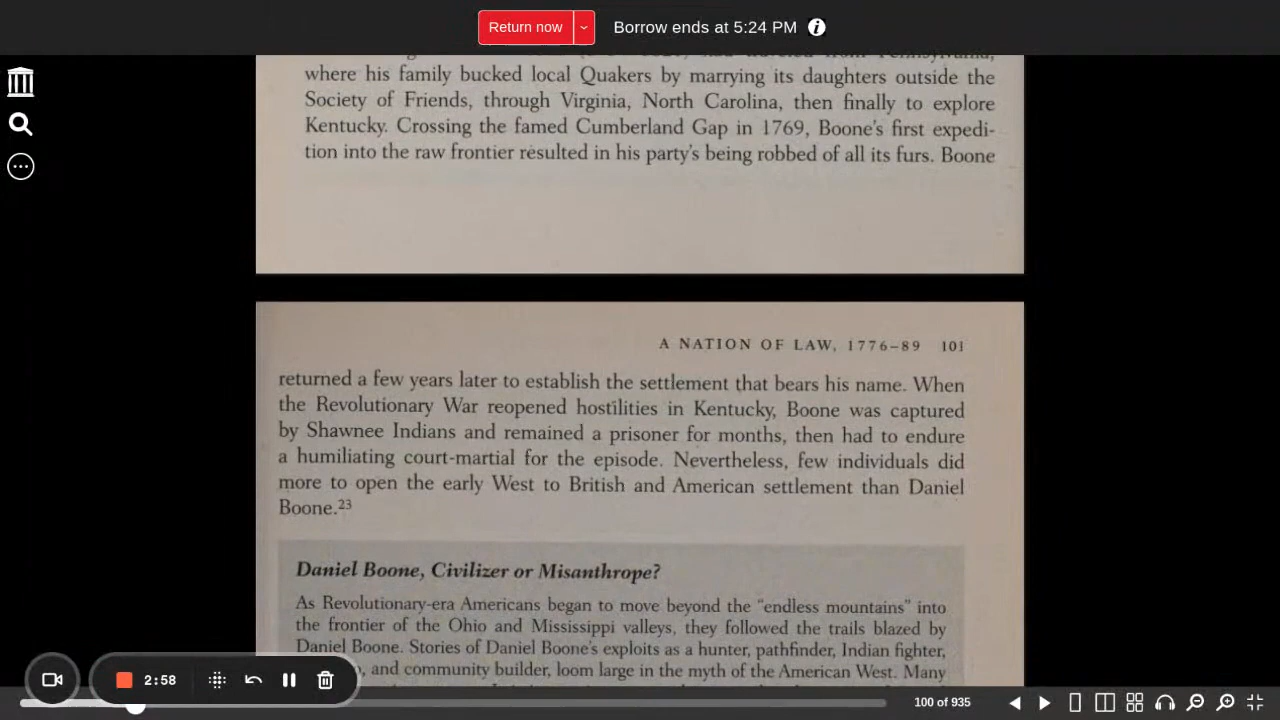 Return now
Borrow ends at 5:24 PM
where his family bucked local Quakers by marrying its daughters outside the
Society of Friends, through Virginia, North Carolina, then finally to explore
Kentucky. Crossing the famed Cumberland Gap in 1769, Boone's first expedi-
tion into the raw frontier resulted in his party's being robbed of all its furs. Boone
A NATION OF LAW, 1776–89 101
returned a few years later to establish the settlement that bears his name. When
the Revolutionary War reopened hostilities in Kentucky, Boone was captured
by Shawnee Indians and remained a prisoner for months, then had to endure
a humiliating court-martial for the episode. Nevertheless, few individuals did
more to open the early West to British and American settlement than Daniel
Boone.23
Daniel Boone, Civilizer or Misanthrope?
As Revolutionary-era Americans began to move beyond the "endless mountains" into
the frontier of the Ohio and Mississippi valleys, they followed the trails blazed by
Daniel Boone. Stories of Daniel Boone's exploits as a hunter, pathfinder, Indian fighter,
, and community builder, loom large in the myth of the American West. Many
2:58
100 of 935